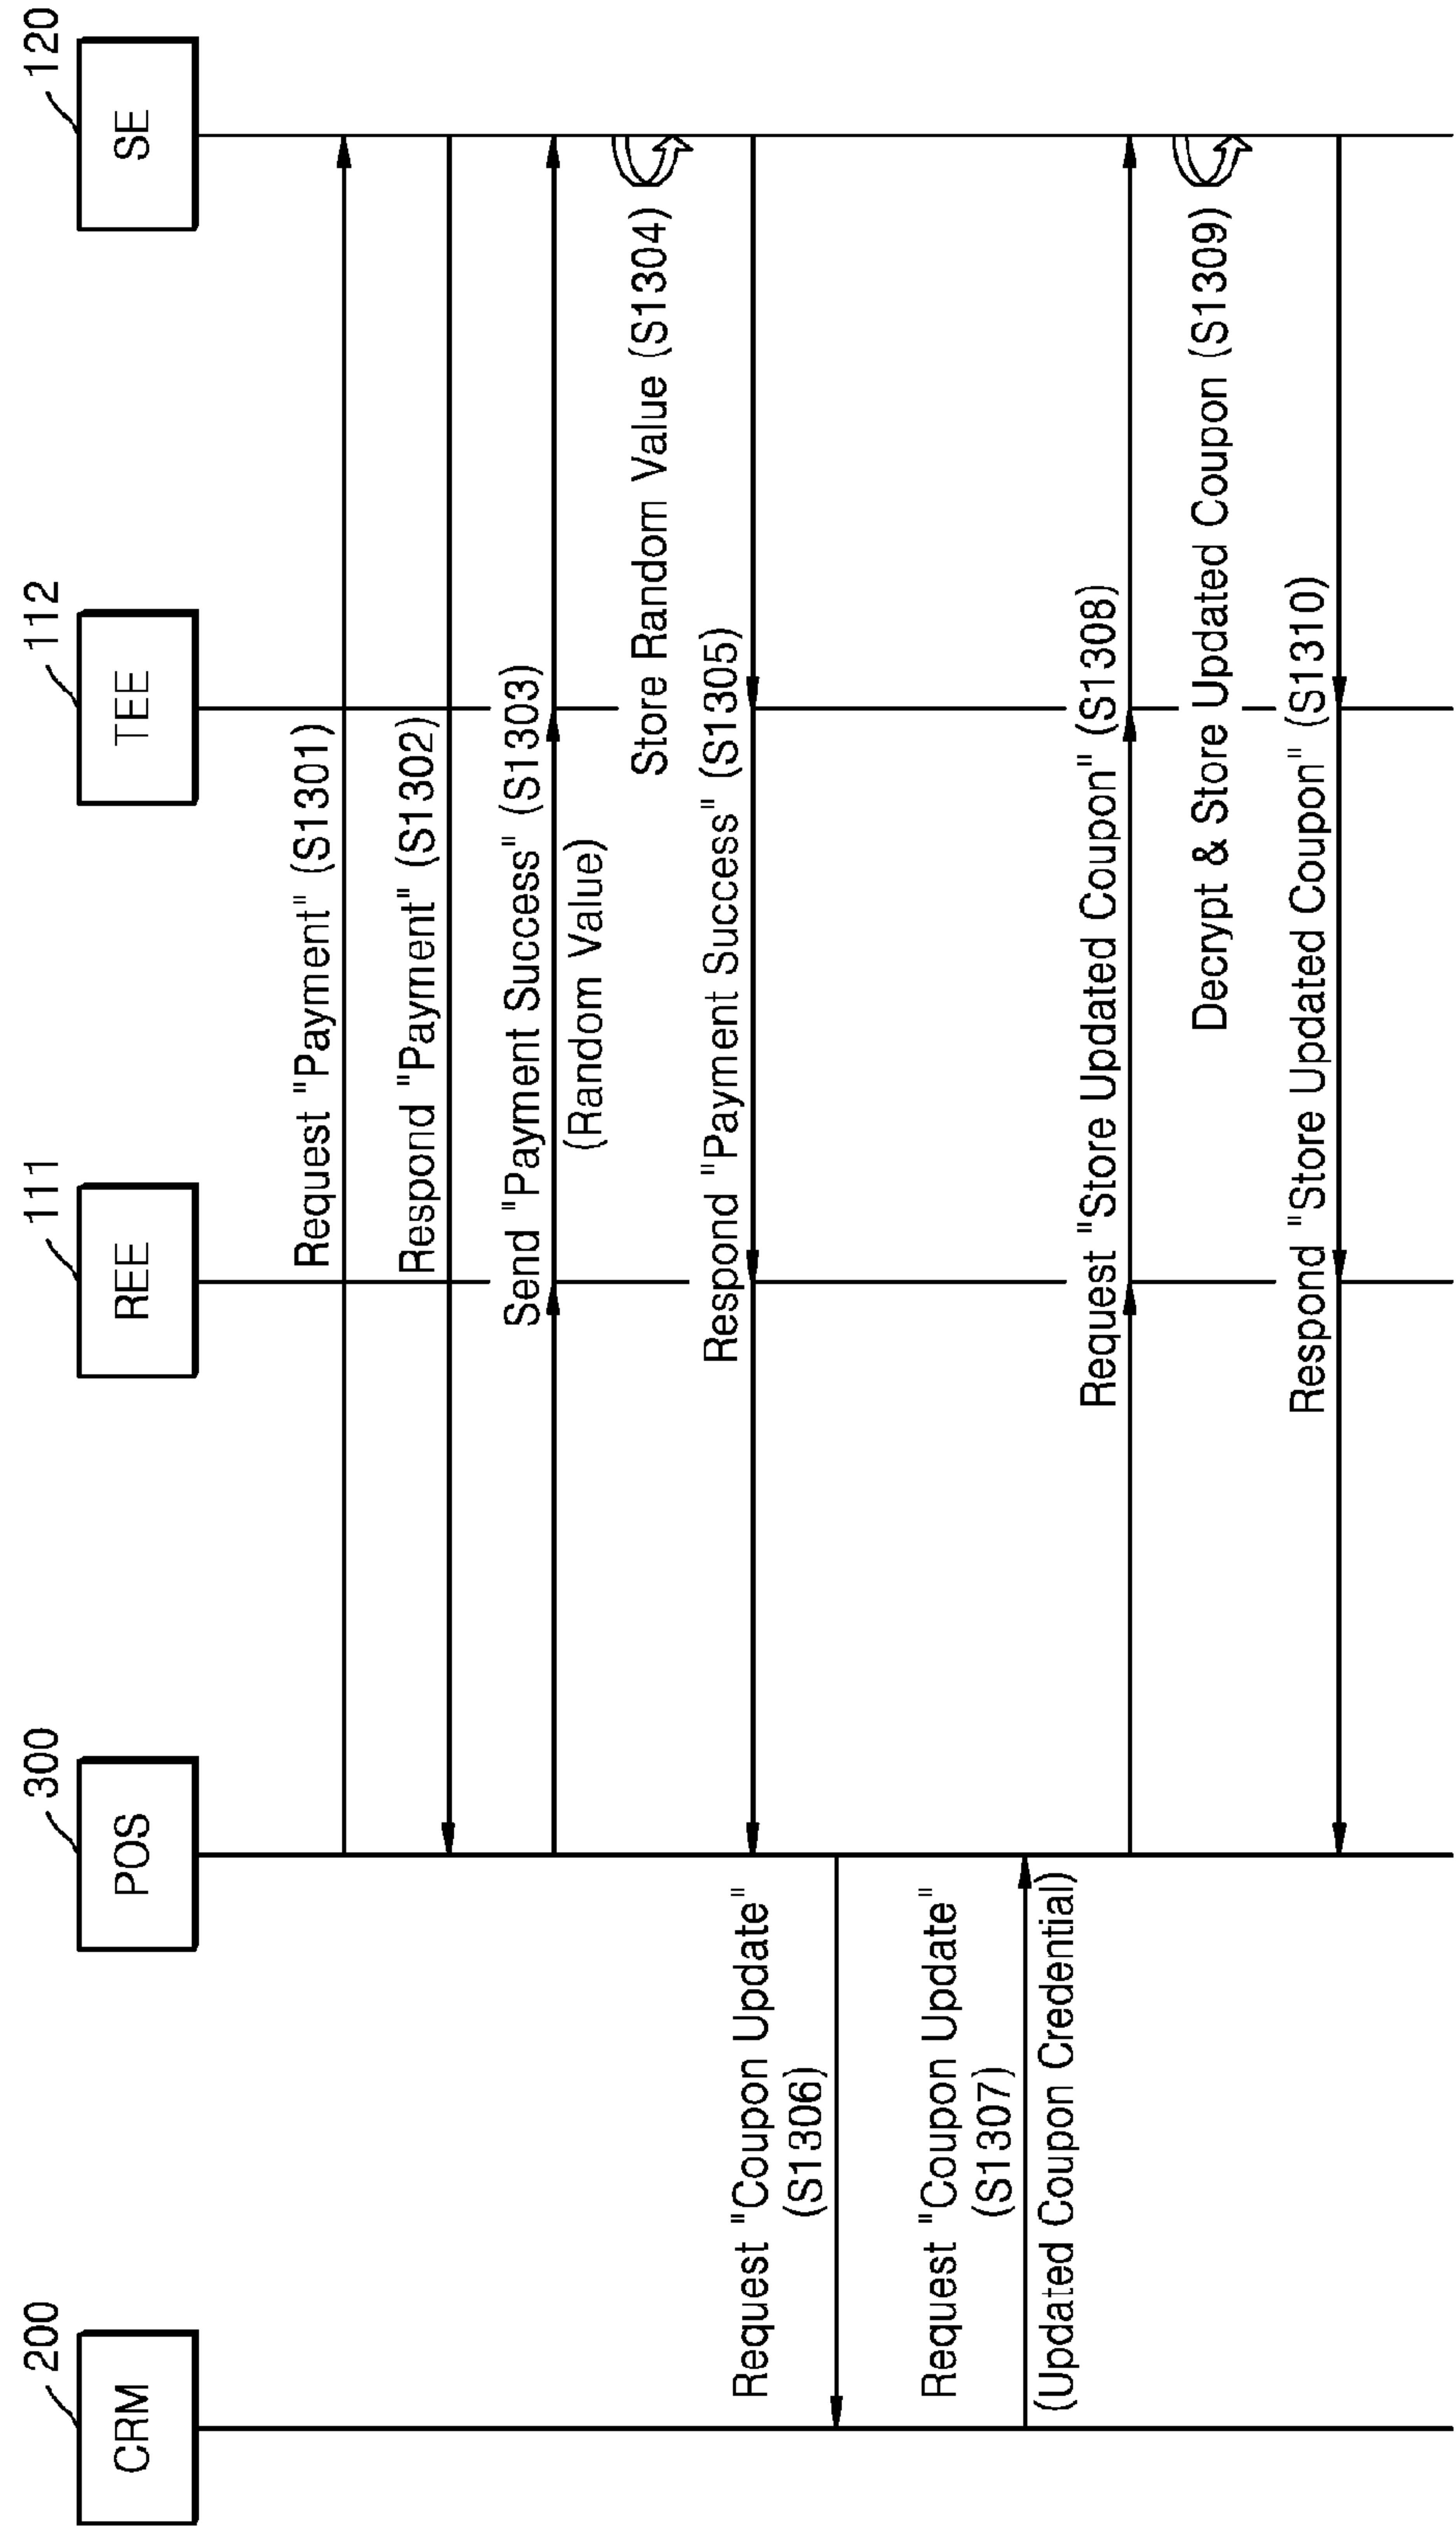 200
CRM
300
POS
111
REE
112
TEE
120
SE
Request "Payment" (S1301)
Respond "Payment" (S1302)
Send "Payment Success" (S1303)
(Random Value)
Store Random Value (S1304)
Respond "Payment Success" (S1305)
Request "Coupon Update"
(S1306)
Request "Coupon Update"
(S1307)
(Updated Coupon Credential)
Request "Store Updated Coupon" (S1308)
Decrypt & Store Updated Coupon (S1309)
Respond "Store Updated Coupon" (S1310)